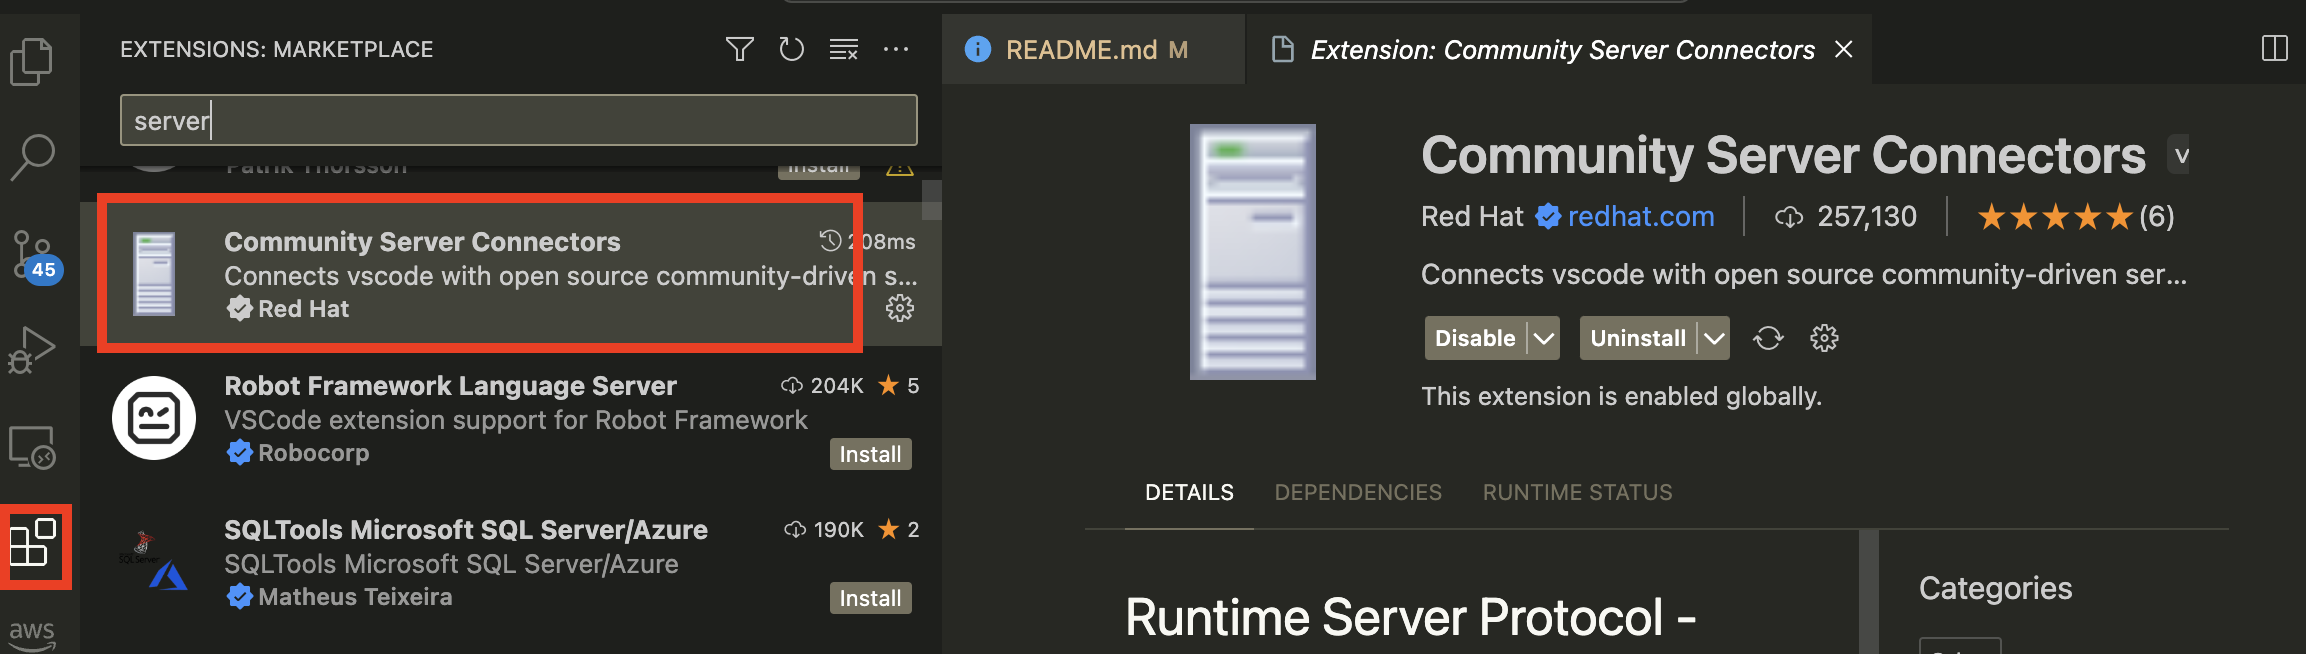 EXTENSIONS: MARKETPLACE
server
Patrik Thorsson
Install
Community Server Connectors
208ms
Connects vscode with open source community-driven s...
Red Hat
Robot Framework Language Server
204K
5
VSCode extension support for Robot Framework
Robocorp
Install
SQLTools Microsoft SQL Server/Azure
190K
2
SQLTools Microsoft SQL Server/Azure
Matheus Teixeira
Install
45
aws
README.md M
Extension: Community Server Connectors
Community Server Connectors
v
Red Hat redhat.com
257,130
(6)
Connects vscode with open source community-driven ser...
Disable
Uninstall
This extension is enabled globally.
DETAILS DEPENDENCIES RUNTIME STATUS
Runtime Server Protocol -
Categories